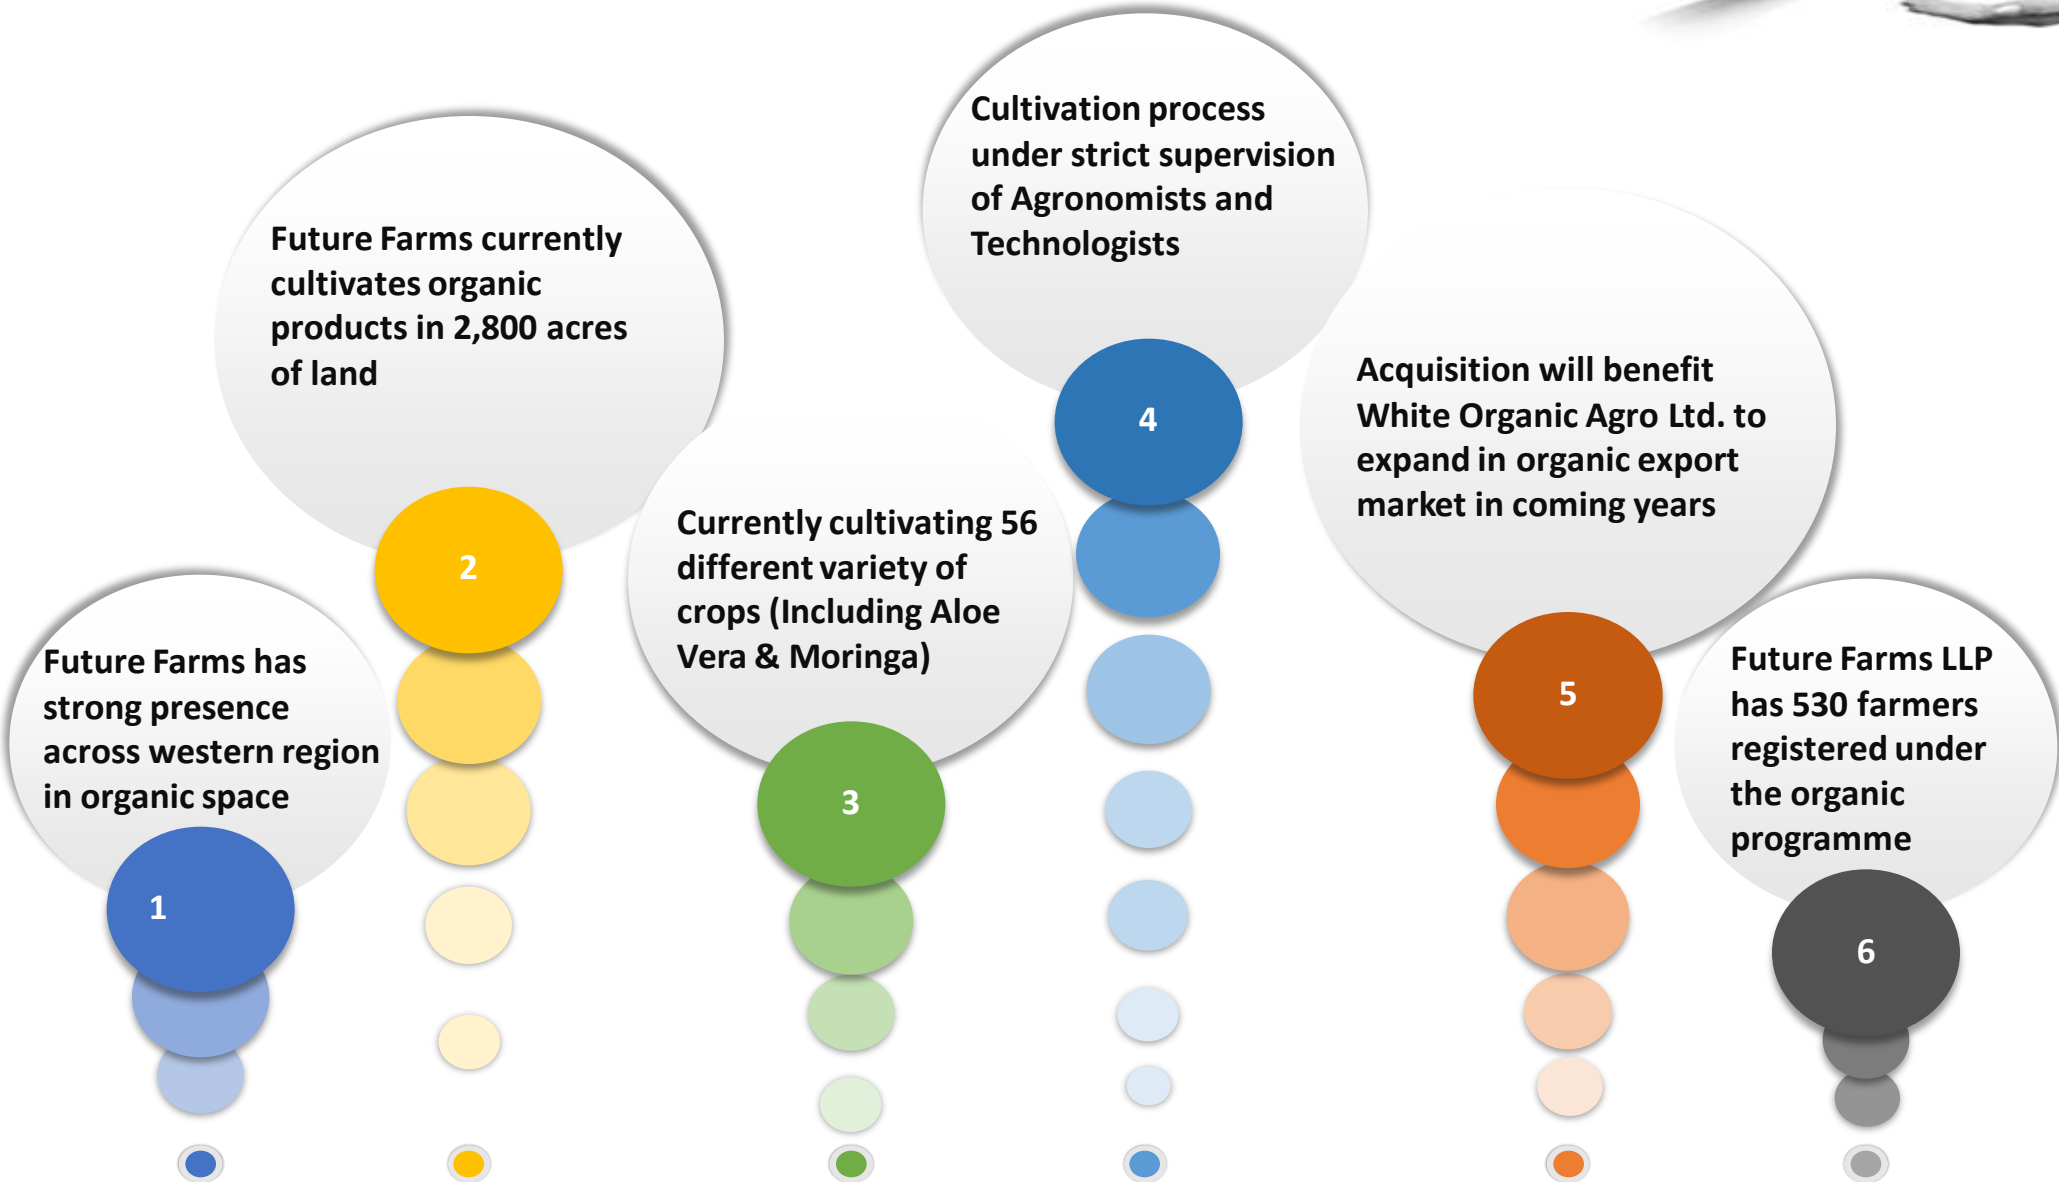 Future Farms has
strong presence
across western region
in organic space
1
Future Farms currently
cultivates organic
products in 2,800 acres
of land
2
Currently cultivating 56
different variety of
crops (Including Aloe
Vera & Moringa)
3
Cultivation process
under strict supervision
of Agronomists and
Technologists
4
Acquisition will benefit
White Organic Agro Ltd. to
expand in organic export
market in coming years
5
Future Farms LLP
has 530 farmers
registered under
the organic
programme
6